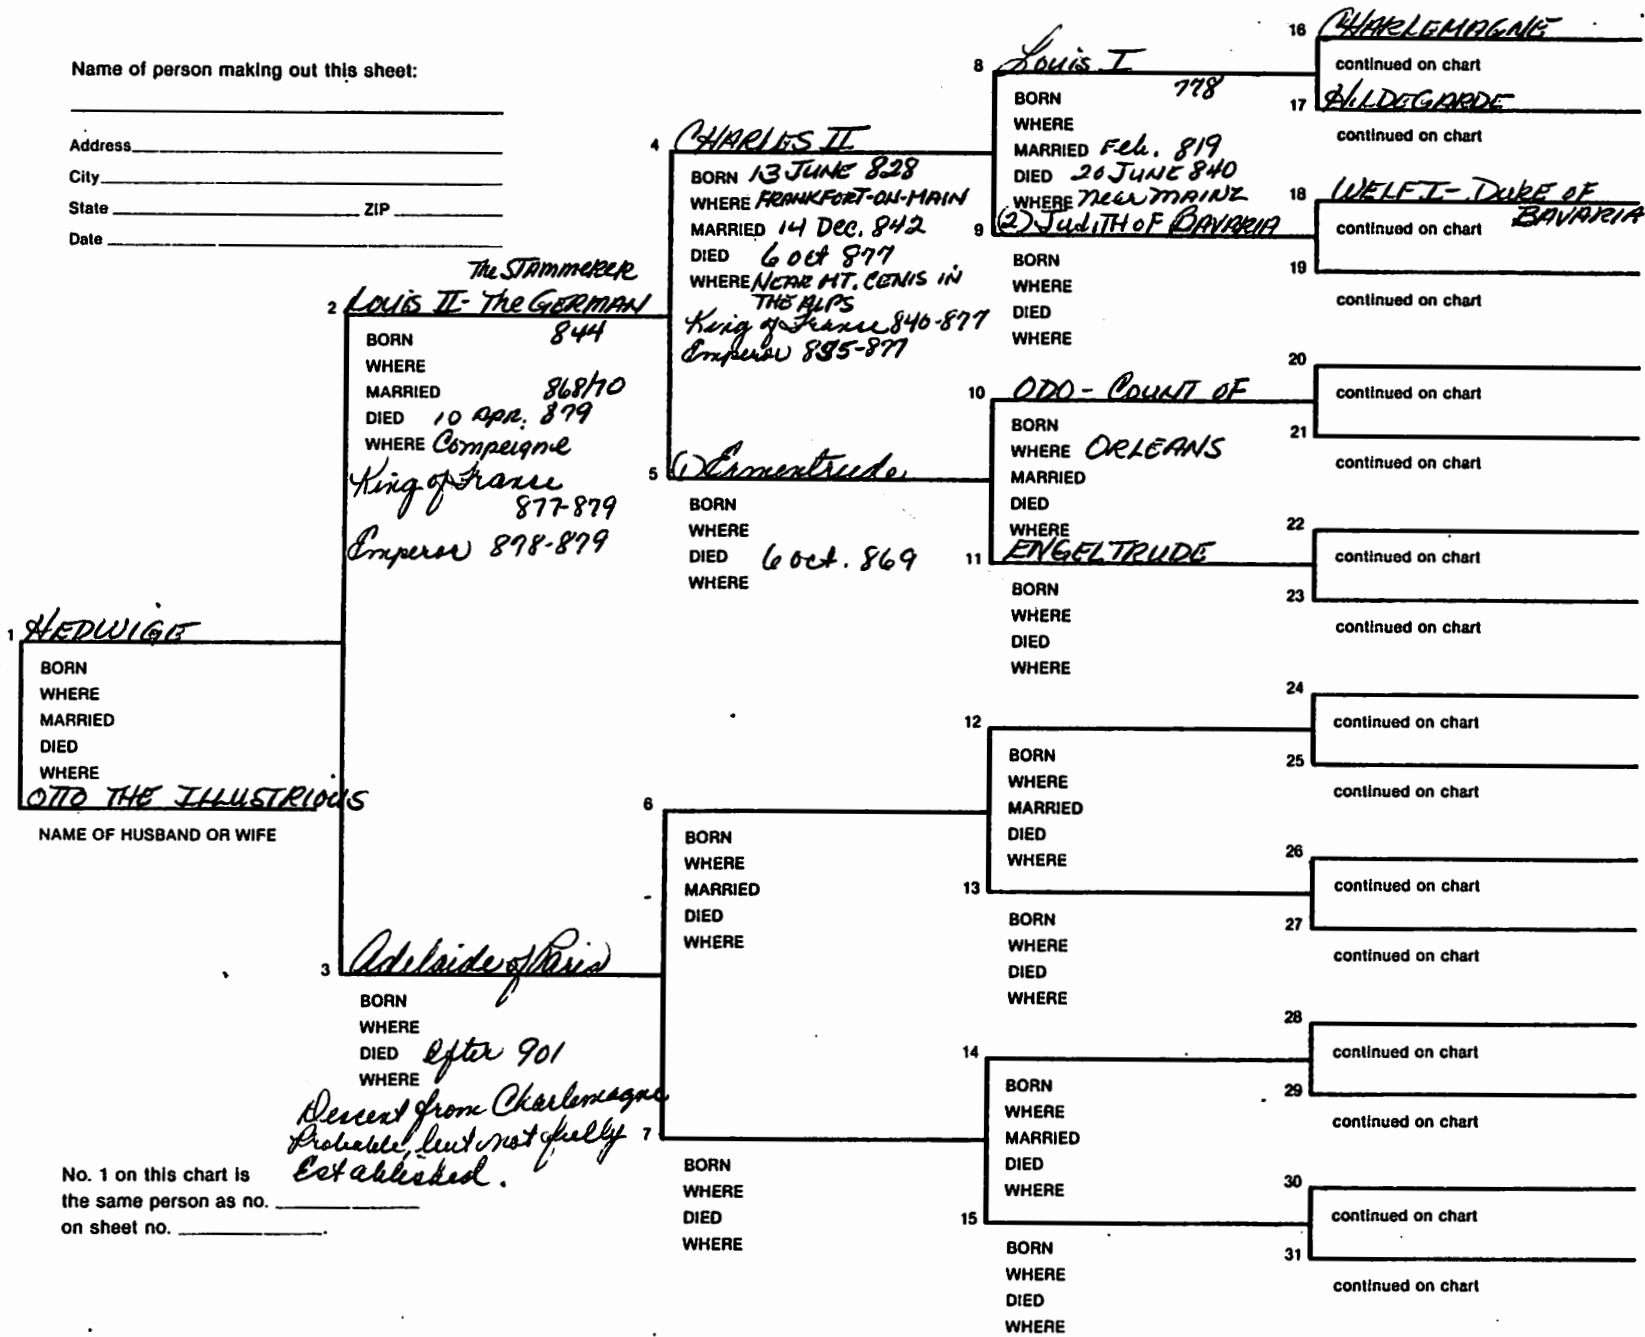 Name of person making out this sheet:
Address
City
State ZIP
Date
1 HEDWIGE
BORN
WHERE
MARRIED
DIED
WHERE
OTTO THE ILLUSTRIOUS
NAME OF HUSBAND OR WIFE
The STAMMERER
2 LOUIS II - The GERMAN
BORN 844
WHERE
MARRIED 868/70
DIED 10 APR. 879
WHERE Compeigne
King of France
877-879
Emperor 878-879
3 Adelaide of Paris
BORN
WHERE
DIED after 901
WHERE
Descent from Charlemagne
Probable, but not fully
Established.
No. 1 on this chart is
the same person as no.
on sheet no.
4 CHARLES II
BORN 13 JUNE 828
WHERE FRANKFORT-ON-MAIN
MARRIED 14 Dec. 842
DIED 6 oct 877
WHERE NEAR MT. CENIS IN
THE ALPS
King of France 840-877
Emperor 895-877
5 (1) Ermentrude
BORN
WHERE
DIED 6 oct. 869
WHERE
6
BORN
WHERE
MARRIED
DIED
WHERE
7
BORN
WHERE
DIED
WHERE
8 Louis I
BORN 778
WHERE
MARRIED Feb. 819
DIED 20 JUNE 840
WHERE near MAINZ
9 (2) JudITH OF BAVARIA
BORN
WHERE
DIED
WHERE
10 ODO - COUNT OF
BORN
WHERE ORLEANS
MARRIED
DIED
WHERE
11 ENGELTRUDE
BORN
WHERE
DIED
WHERE
12
BORN
WHERE
MARRIED
DIED
WHERE
13
BORN
WHERE
DIED
WHERE
14
BORN
WHERE
MARRIED
DIED
WHERE
15
BORN
WHERE
DIED
WHERE
16 CHARLEMAGNE
continued on chart
17 HILDEGARDE
continued on chart
18 WELF I - DUKE OF
BAVARIA
continued on chart
19
continued on chart
20
continued on chart
21
continued on chart
22
continued on chart
23
continued on chart
24
continued on chart
25
continued on chart
26
continued on chart
27
continued on chart
28
continued on chart
29
continued on chart
30
continued on chart
31
continued on chart